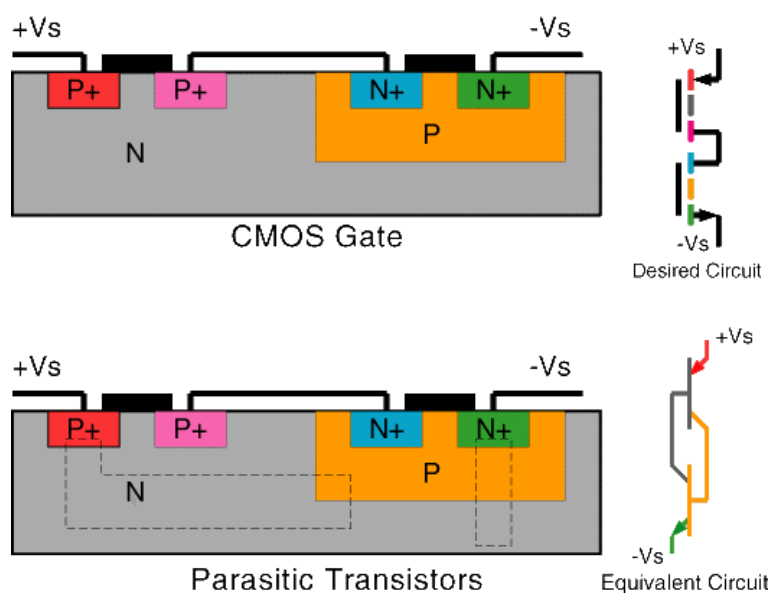 +Vs
-Vs
P+ P+ N+ N+
N P
CMOS Gate
+Vs
-Vs
Desired Circuit
+Vs
-Vs
P+ P+ N+ N+
N P
Parasitic Transistors
+Vs
-Vs
Equivalent Circuit